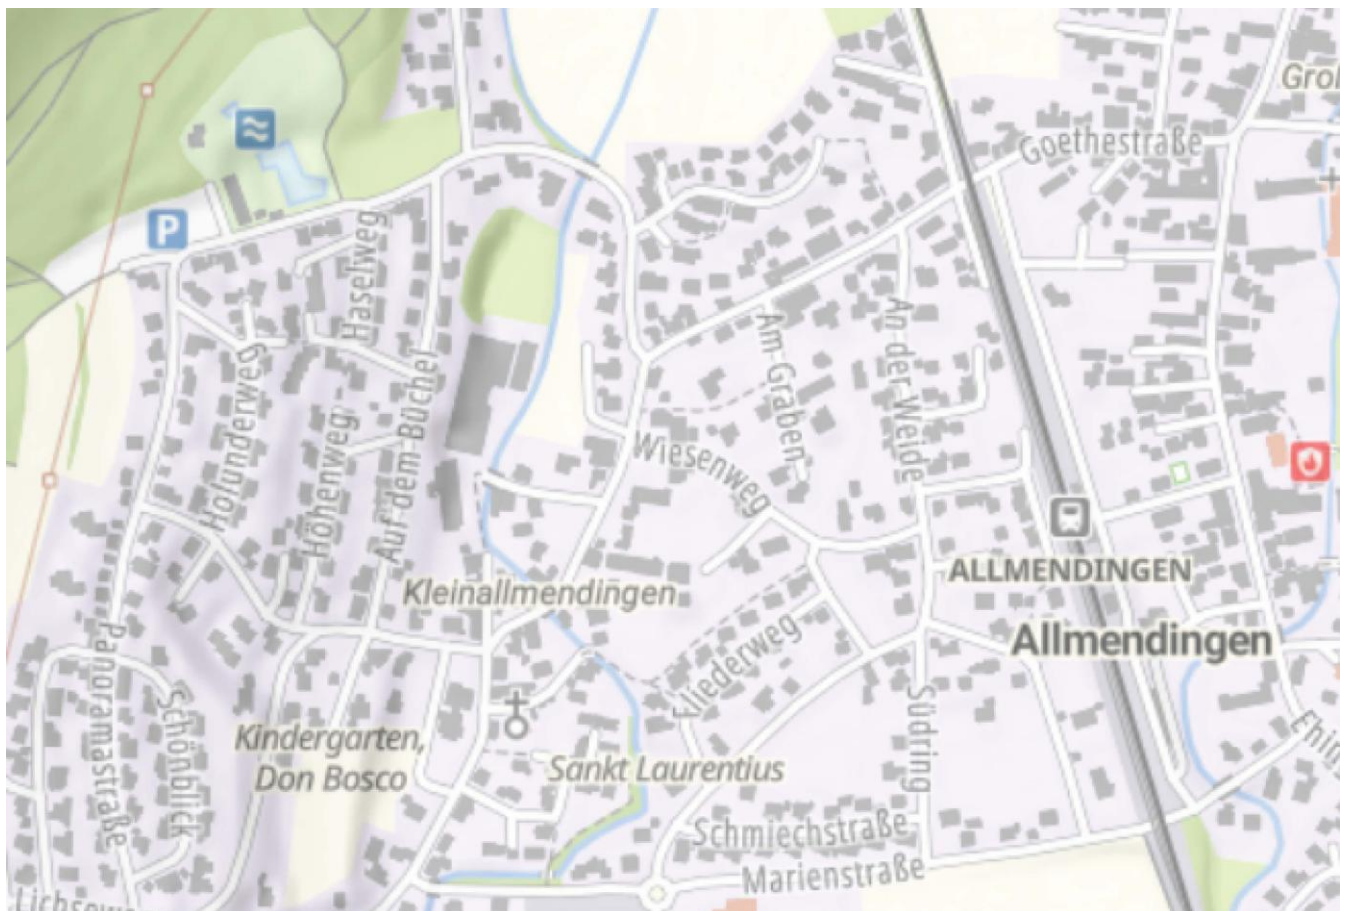 Goethestraße
P
Haselweg
Am Graben
An der Weide
Holunderweg
Höhenweg
Auf dem Büchel
Wiesenweg
ALLMENDINGEN
Kleinallmendingen
Allmendingen
Fliederweg
Panoramastraße
Schönblick
Südring
Kindergarten,
Don Bosco
Sankt Laurentius
Schmiechstraße
Marienstraße